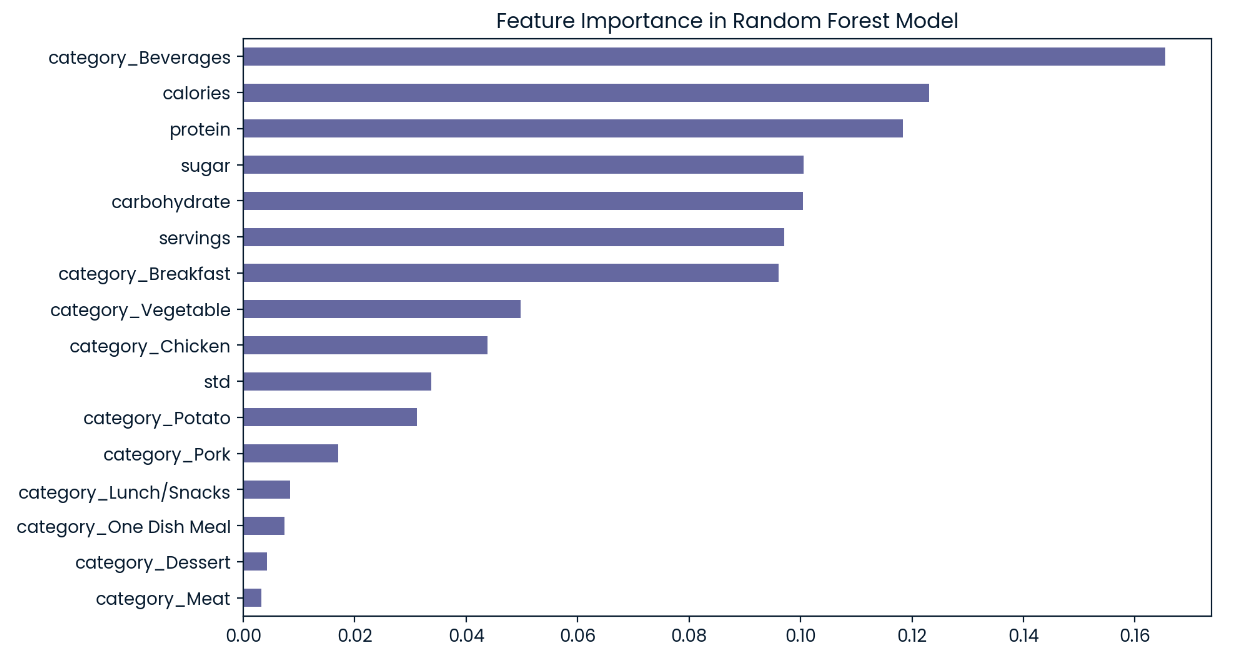 Feature Importance in Random Forest Model
category_Beverages
calories
protein
sugar
carbohydrate
servings
category_Breakfast
category_Vegetable
category_Chicken
std
category_Potato
category_Pork
category_Lunch/Snacks
category_One Dish Meal
category_Dessert
category_Meat
0.00 0.02 0.04 0.06 0.08 0.10 0.12 0.14 0.16